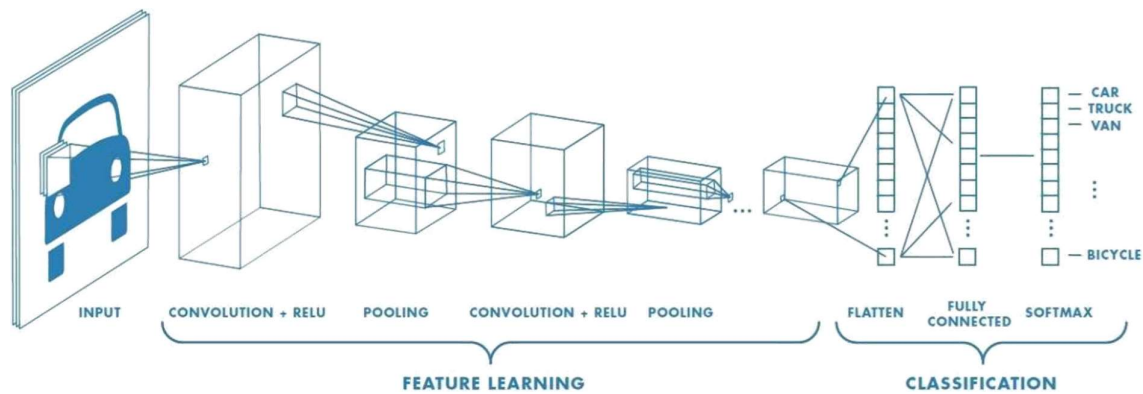 CAR
TRUCK
VAN
BICYCLE
INPUT
CONVOLUTION + RELU
POOLING
CONVOLUTION + RELU
POOLING
FLATTEN
FULLY
CONNECTED
SOFTMAX
FEATURE LEARNING
CLASSIFICATION